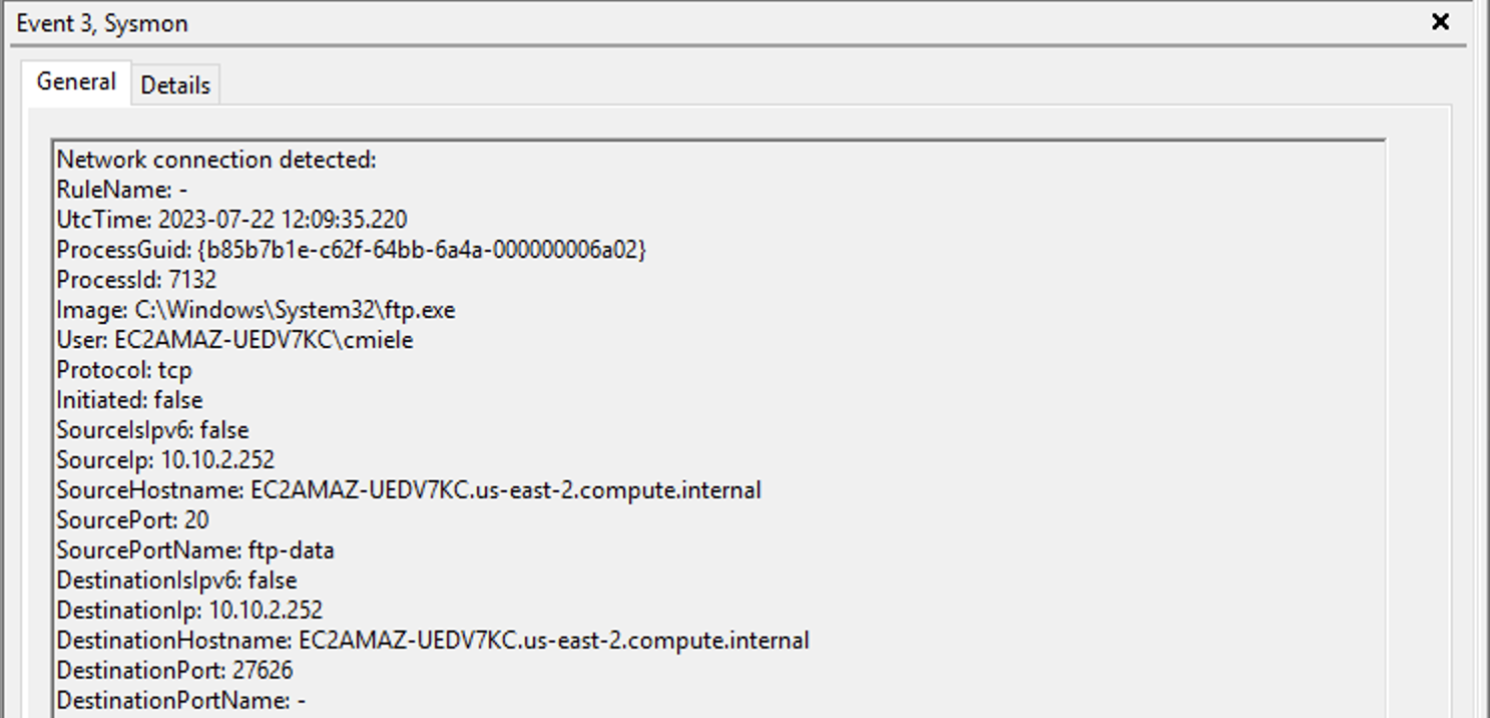 Event 3, Sysmon
General Details
Network connection detected:
RuleName: -
UtcTime: 2023-07-22 12:09:35.220
ProcessGuid: {b85b7b1e-c62f-64bb-6a4a-000000006a02}
ProcessId: 7132
Image: C:\Windows\System32\ftp.exe
User: EC2AMAZ-UEDV7KC\cmiele
Protocol: tcp
Initiated: false
SourceIsIpv6: false
SourceIp: 10.10.2.252
SourceHostname: EC2AMAZ-UEDV7KC.us-east-2.compute.internal
SourcePort: 20
SourcePortName: ftp-data
DestinationIsIpv6: false
DestinationIp: 10.10.2.252
DestinationHostname: EC2AMAZ-UEDV7KC.us-east-2.compute.internal
DestinationPort: 27626
DestinationPortName: -